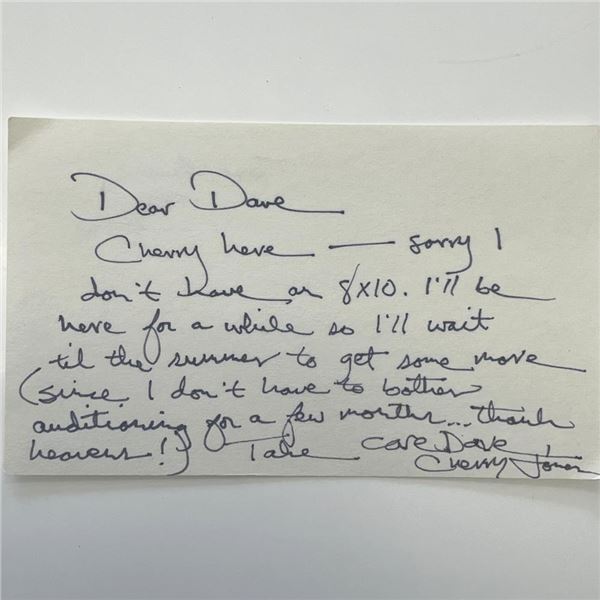 Dear Dave
Cherry here — sorry I
don't have an 8x10. I'll be
here for a while so I'll wait
til the summer to get some more
(since I don't have to bother
auditioning for a few months... thank
heavens!) Take care Dave
Cherry Jones